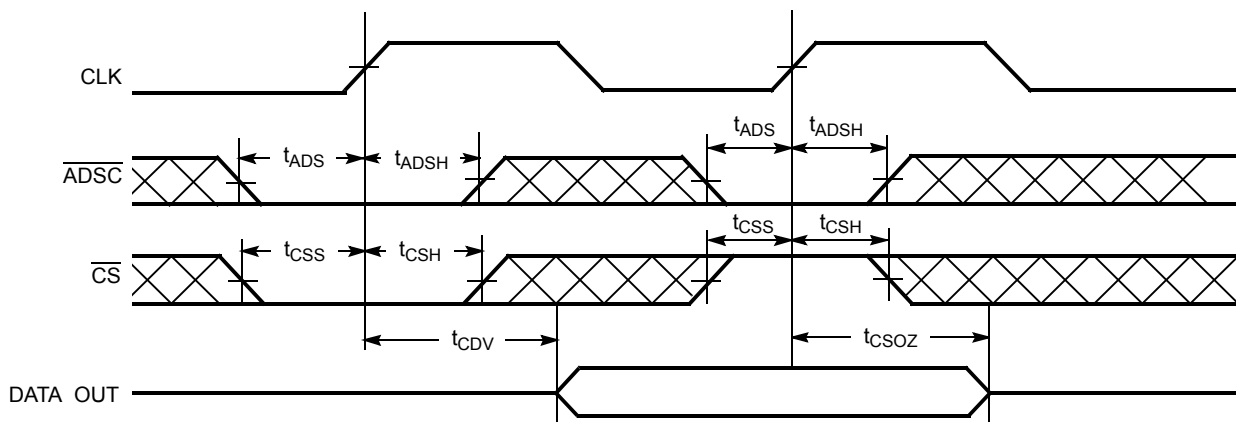 CLK
tADS
tADSH
tADS
tADSH
ADSC
tCSS
tCSH
tCSS
tCSH
CS
tCDV
tCSOZ
DATA OUT